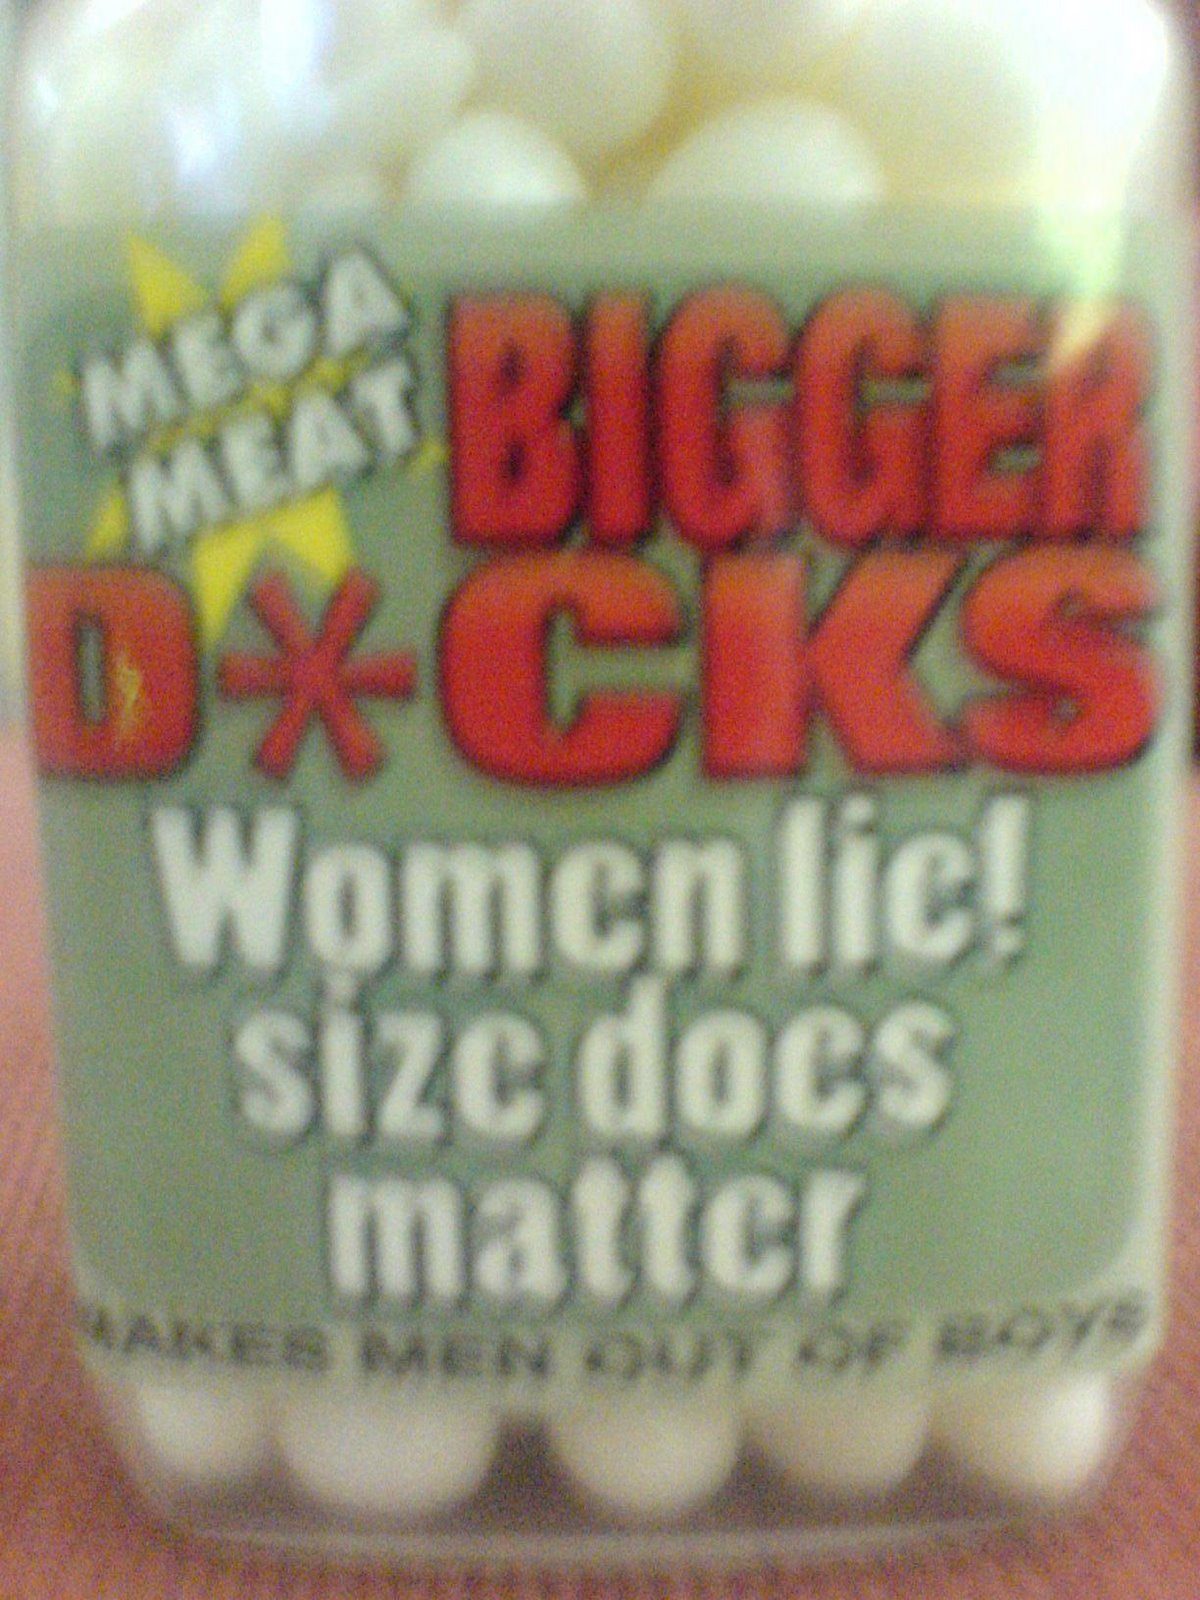 MEGA
MEAT
BIGGER
D*CKS
Women lie!
size does
matter
MAKES MEN OUT OF BOYS